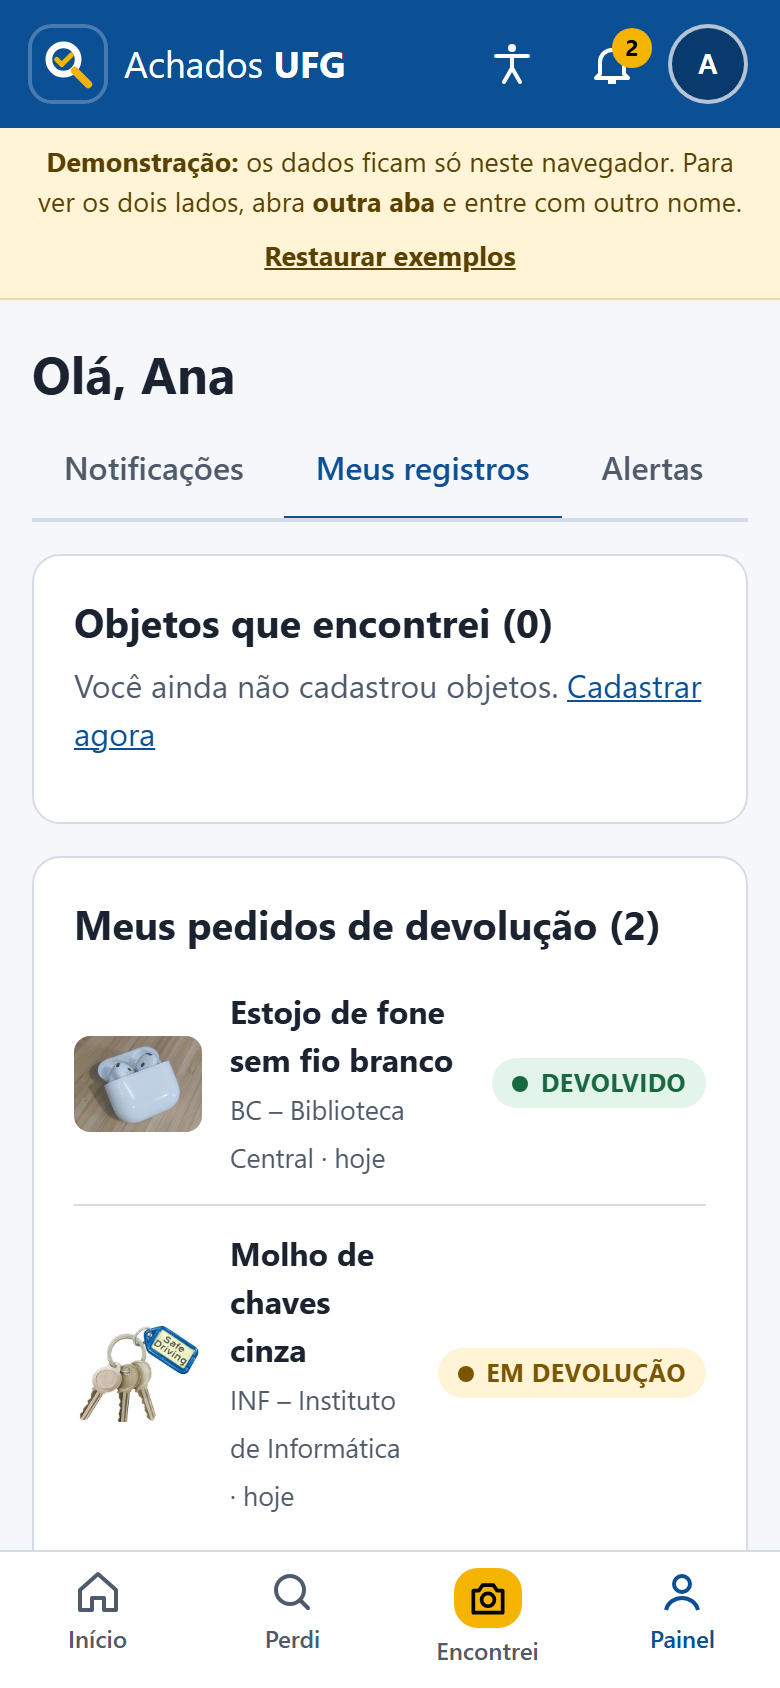 Achados UFG
2
A
Demonstração: os dados ficam só neste navegador. Para
ver os dois lados, abra outra aba e entre com outro nome.
Restaurar exemplos
Olá, Ana
Notificações
Meus registros
Alertas
Objetos que encontrei (0)
Você ainda não cadastrou objetos. Cadastrar
agora
Meus pedidos de devolução (2)
Estojo de fone
sem fio branco
BC – Biblioteca
Central · hoje
DEVOLVIDO
Molho de
chaves
cinza
INF – Instituto
de Informática
· hoje
Safe
Driving
EM DEVOLUÇÃO
Início
Perdi
Encontrei
Painel